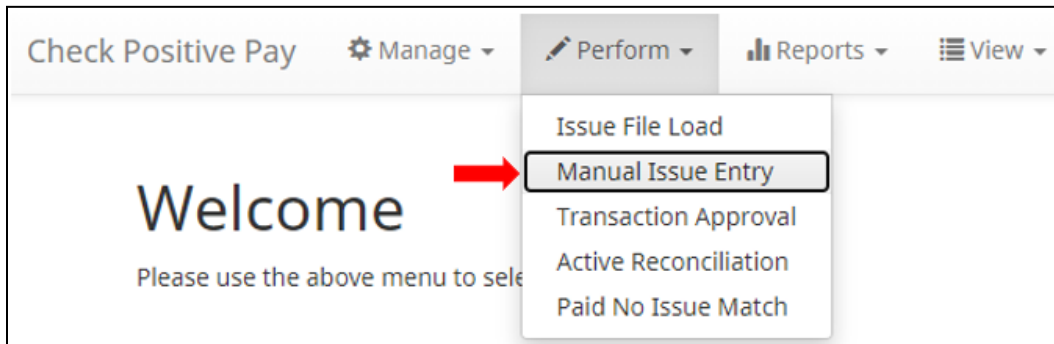 Check Positive Pay Manage Perform Reports View
Issue File Load
Manual Issue Entry
Transaction Approval
Active Reconciliation
Paid No Issue Match
Welcome
Please use the above menu to sele